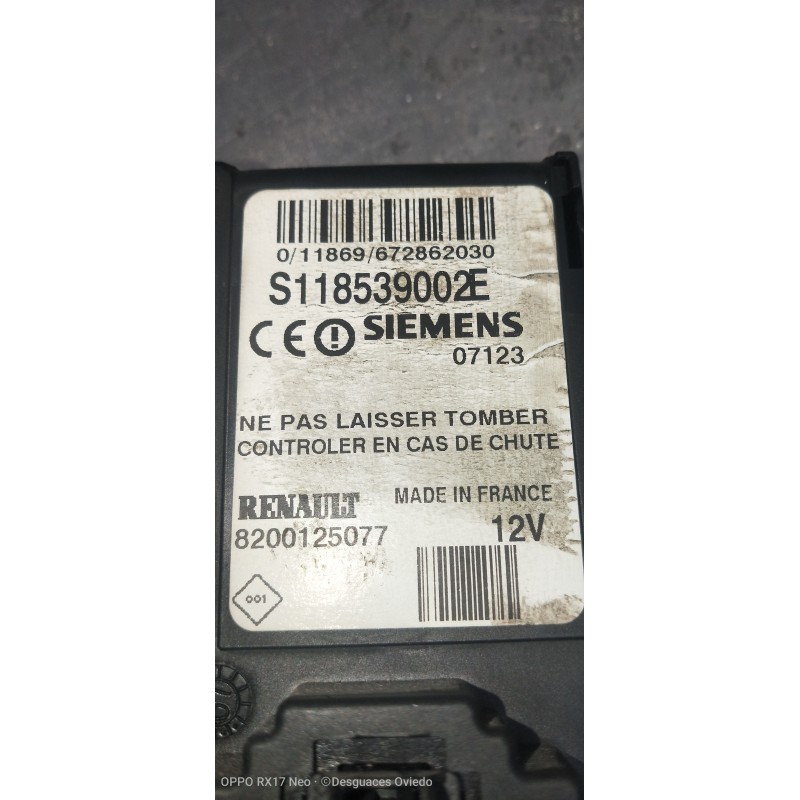 0/11869/672862030
S118539002E
CE SIEMENS
07123
NE PAS LAISSER TOMBER
CONTROLER EN CAS DE CHUTE
RENAULT MADE IN FRANCE
8200125077 12V
001
OPPO RX17 Neo - ©Desguaces Oviedo